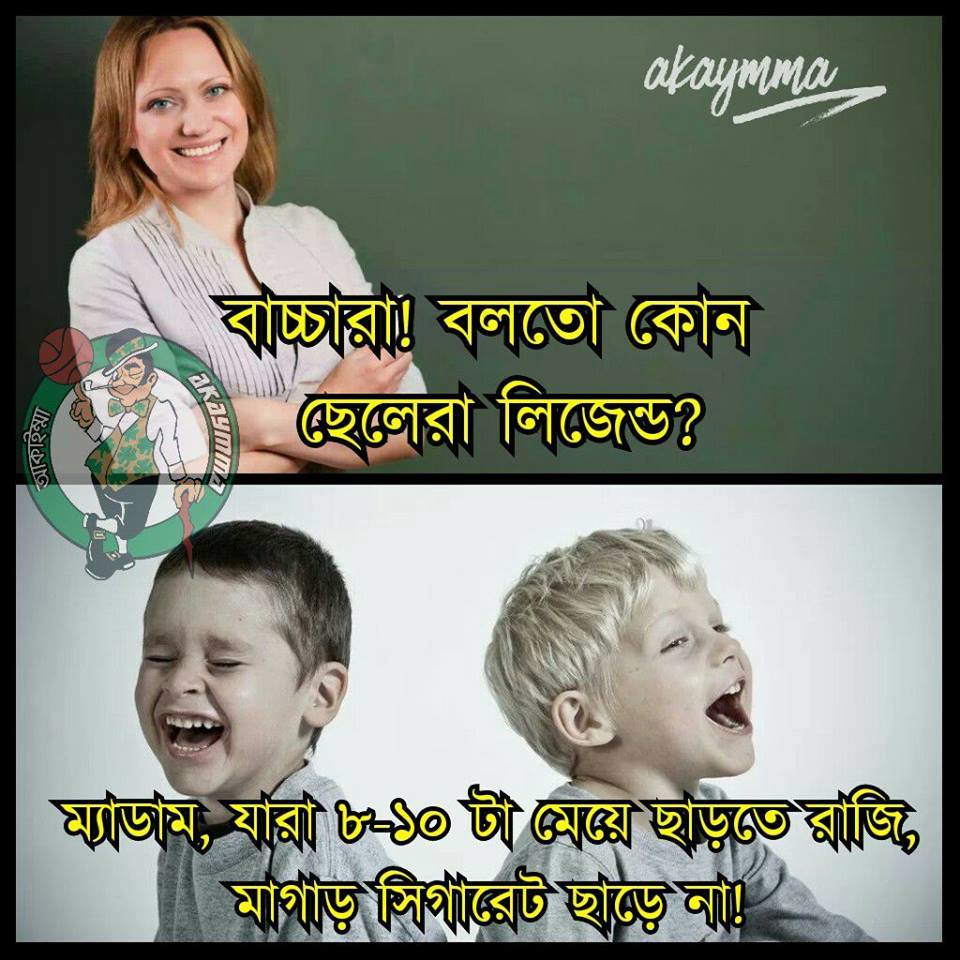 akaymma
বাচ্চারা! বলতো কোন
ছেলেরা লিজেন্ড?
আকাইম্মা
akaymma
ম্যাডাম, যারা ৮-১০ টা মেয়ে ছাড়তে রাজি,
মাগাড় সিগারেট ছাড়ে না!